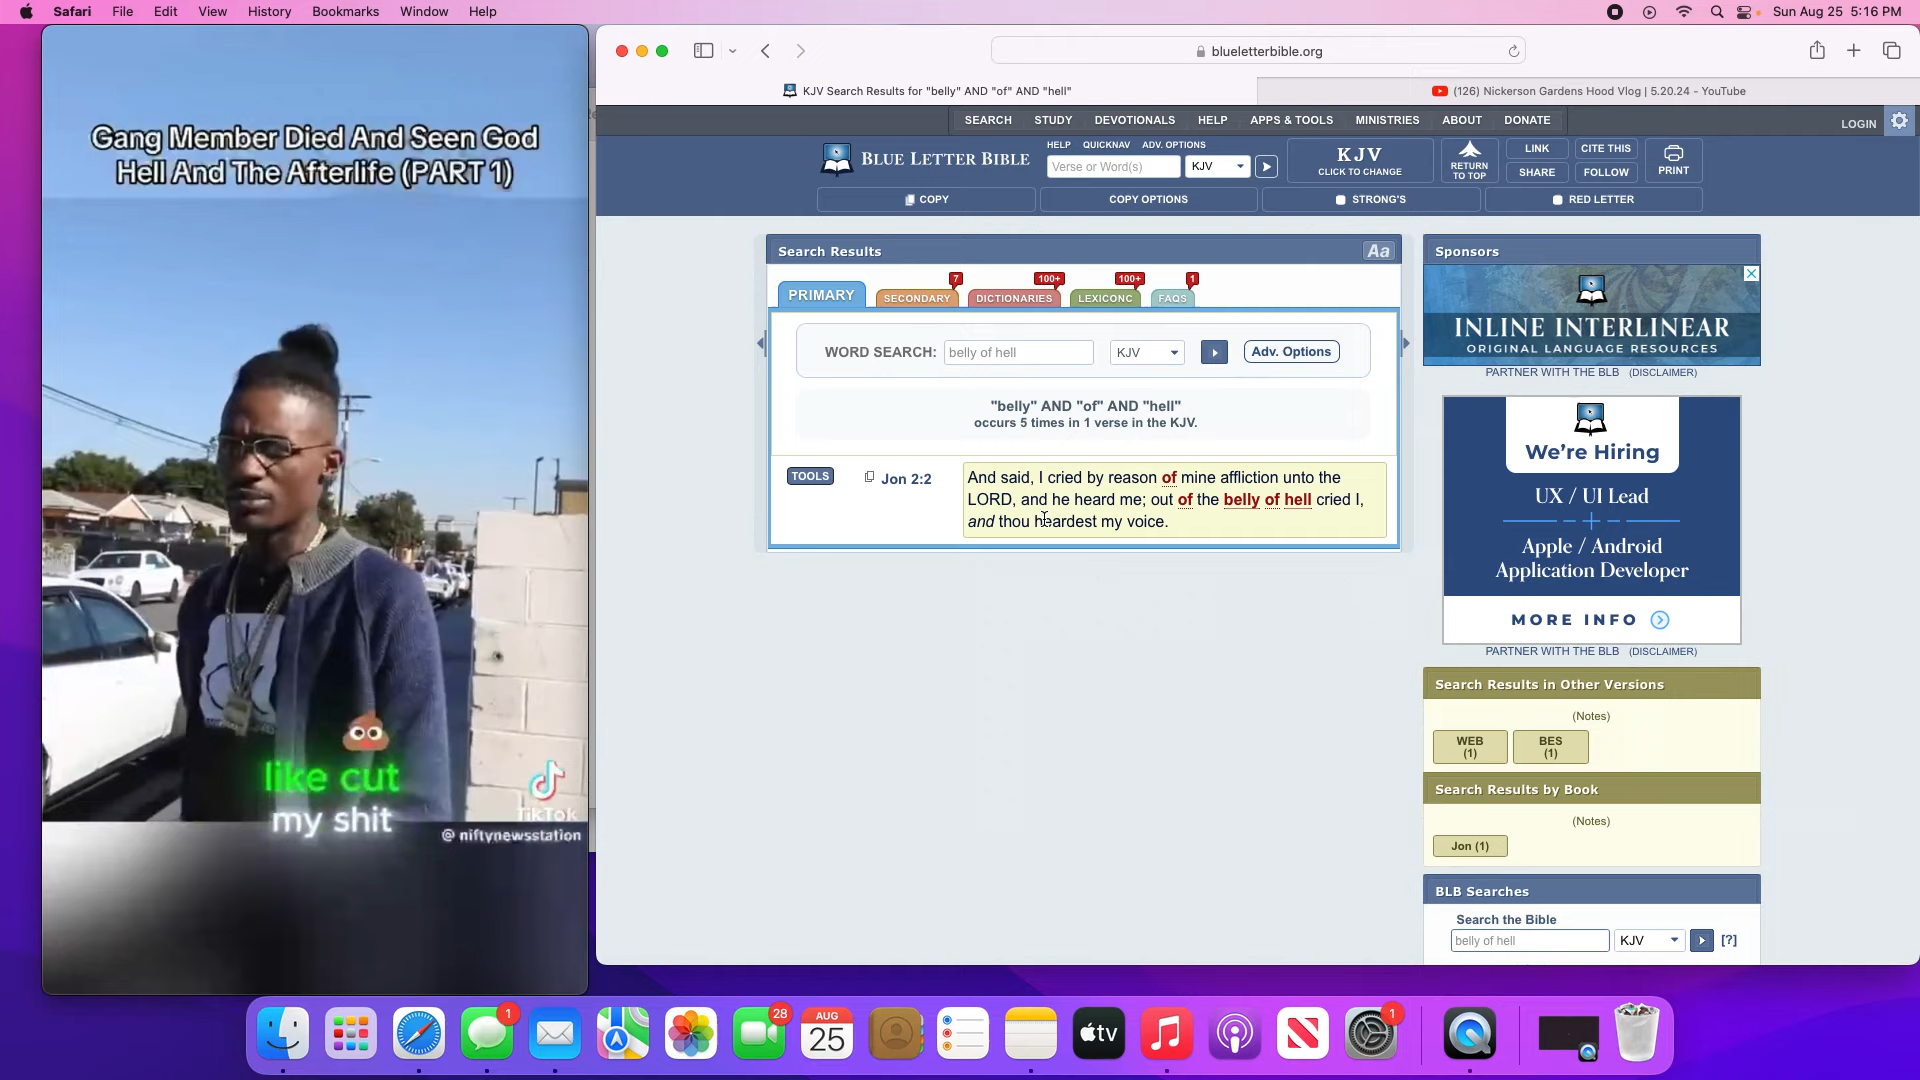 Safari File Edit View History Bookmarks Window Help
Sun Aug 25 5:16 PM
Gang Member Died And Seen God
Hell And The Afterlife (PART 1)
like cut
my shit
TikTok
@ niftynewsstation
blueletterbible.org
KJV Search Results for "belly" AND "of" AND "hell"
(126) Nickerson Gardens Hood Vlog | 5.20.24 - YouTube
SEARCH STUDY DEVOTIONALS HELP APPS & TOOLS MINISTRIES ABOUT DONATE
LOGIN
BLUE LETTER BIBLE
HELP QUICKNAV ADV. OPTIONS
Verse or Word(s) KJV
KJV
CLICK TO CHANGE
RETURN
TO TOP
LINK CITE THIS
SHARE FOLLOW
PRINT
COPY COPY OPTIONS STRONG'S RED LETTER
Search Results Aa
7 100+ 100+ 1
PRIMARY SECONDARY DICTIONARIES LEXICONC FAQS
WORD SEARCH: belly of hell KJV Adv. Options
"belly" AND "of" AND "hell"
occurs 5 times in 1 verse in the KJV.
TOOLS Jon 2:2
And said, I cried by reason of mine affliction unto the
LORD, and he heard me; out of the belly of hell cried I,
and thou heardest my voice.
Sponsors
INLINE INTERLINEAR
ORIGINAL LANGUAGE RESOURCES
PARTNER WITH THE BLB (DISCLAIMER)
We're Hiring
UX / UI Lead
Apple / Android
Application Developer
MORE INFO
PARTNER WITH THE BLB (DISCLAIMER)
Search Results in Other Versions
(Notes)
WEB
(1)
BES
(1)
Search Results by Book
(Notes)
Jon (1)
BLB Searches
Search the Bible
belly of hell KJV [?]
1 28 AUG
25 tv 1